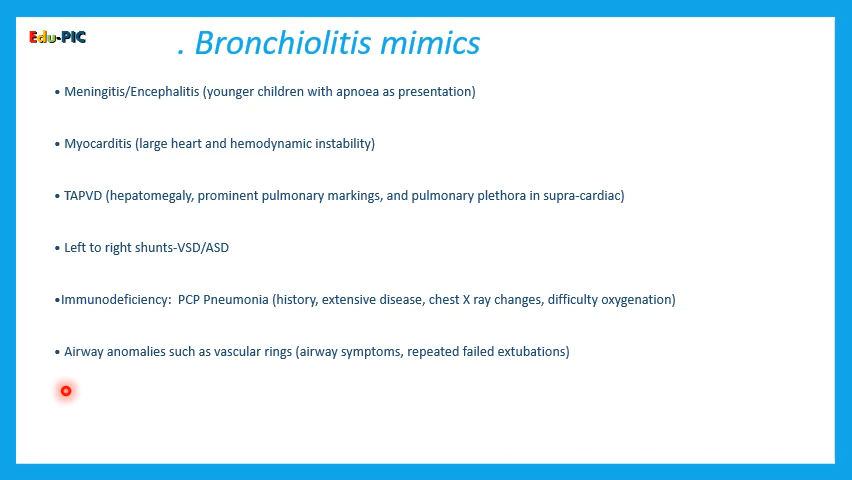 Edu-PIC
. Bronchiolitis mimics
• Meningitis/Encephalitis (younger children with apnoea as presentation)
• Myocarditis (large heart and hemodynamic instability)
• TAPVD (hepatomegaly, prominent pulmonary markings, and pulmonary plethora in supra-cardiac)
• Left to right shunts-VSD/ASD
•Immunodeficiency:  PCP Pneumonia (history, extensive disease, chest X ray changes, difficulty oxygenation)
• Airway anomalies such as vascular rings (airway symptoms, repeated failed extubations)